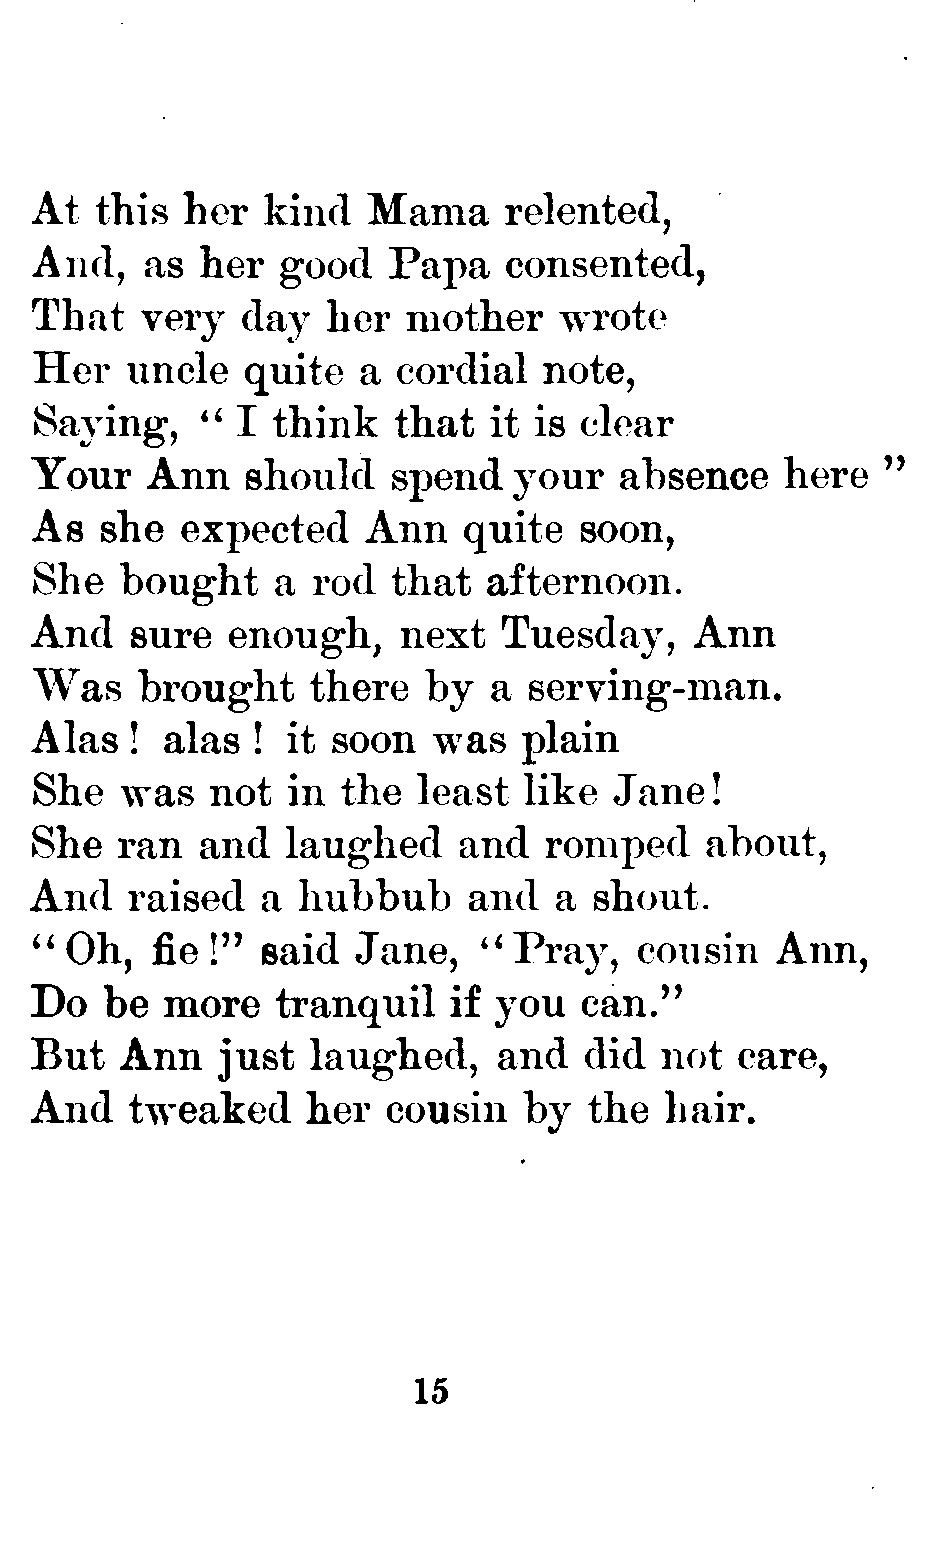 At this her kind Mama relented,
And, as her good Papa consented,
That very day her mother wrote
Her uncle quite a cordial note,
Saying, “ I think that it is clear
Your Ann should spend your absence here ”
As she expected Ann quite soon,
She bought a rod that afternoon.
And sure enough, next Tuesday, Ann
Was brought there by a serving-man.
Alas ! alas ! it soon was plain
She was not in the least like Jane!
She ran and laughed and romped about,
And raised a hubbub and a shout.
“ Oh, fie !” said Jane, “ Pray, cousin Ann,
Do be more tranquil if you can.”
But Ann just laughed, and did not care,
And tweaked her cousin by the hair.
15